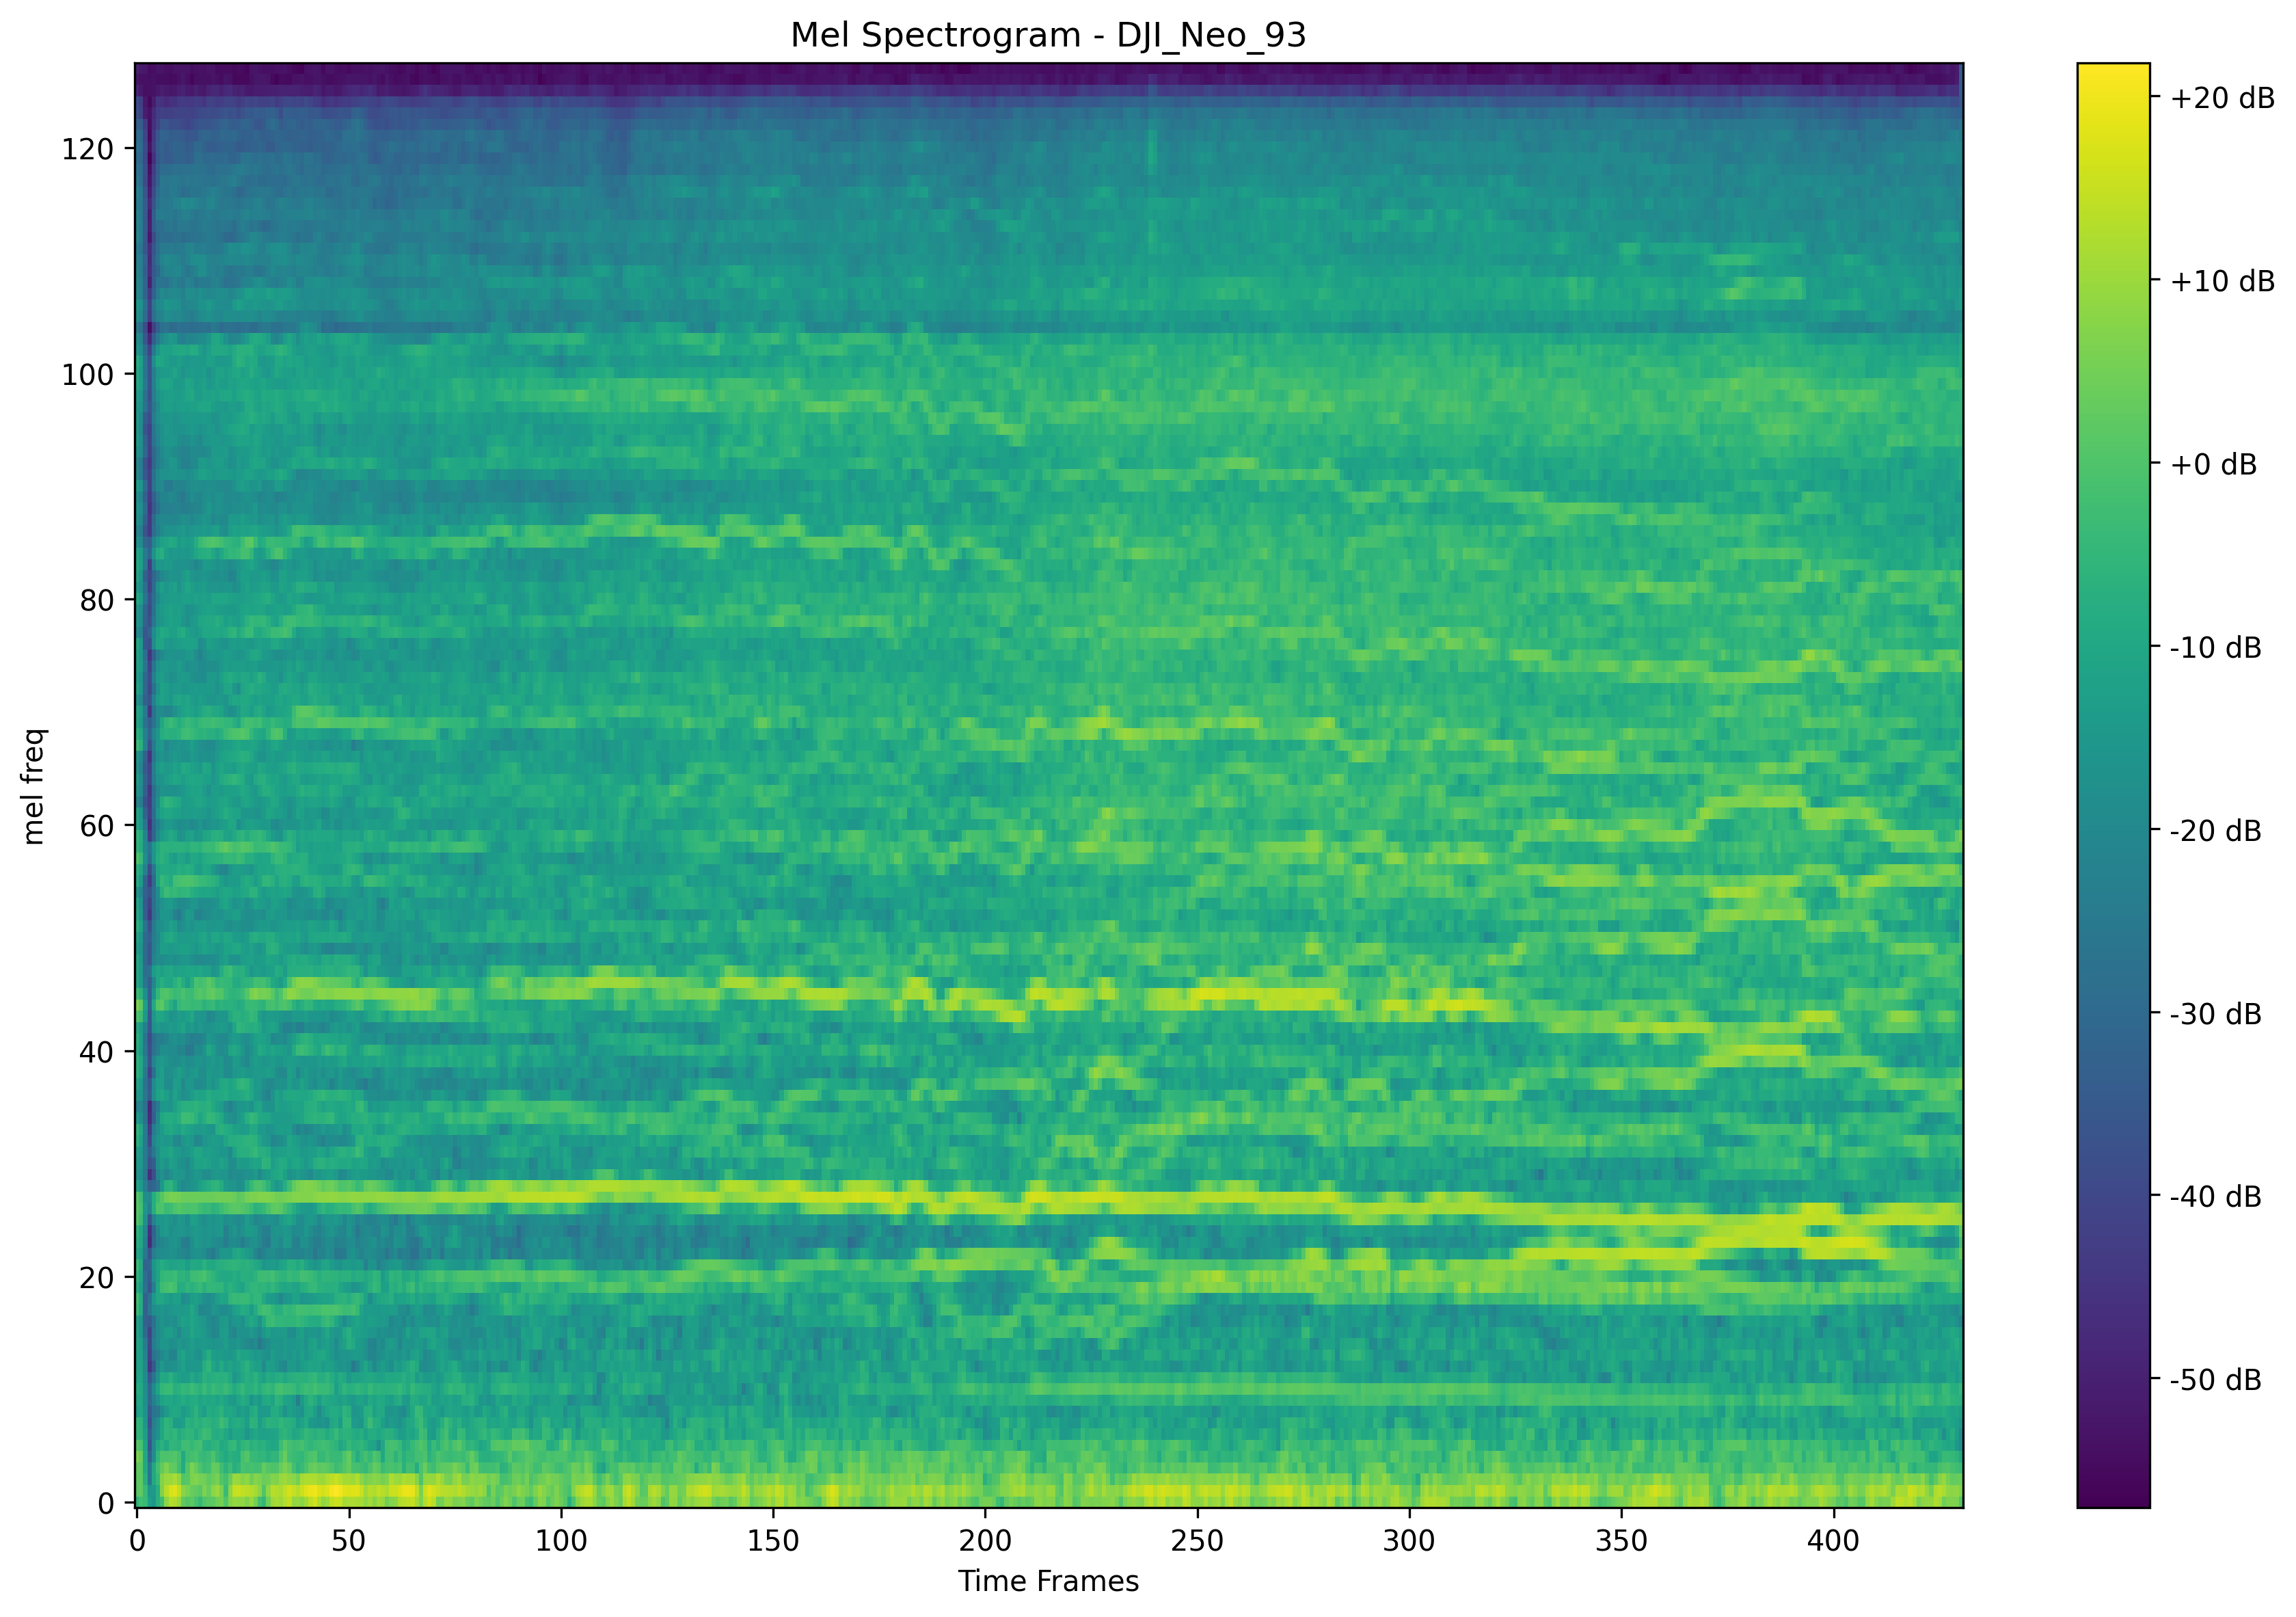 Mel Spectrogram - DJI_Neo_93
mel freq
120
100
80
60
40
20
0
0 50 100 150 200 250 300 350 400
Time Frames
+20 dB
+10 dB
+0 dB
-10 dB
-20 dB
-30 dB
-40 dB
-50 dB